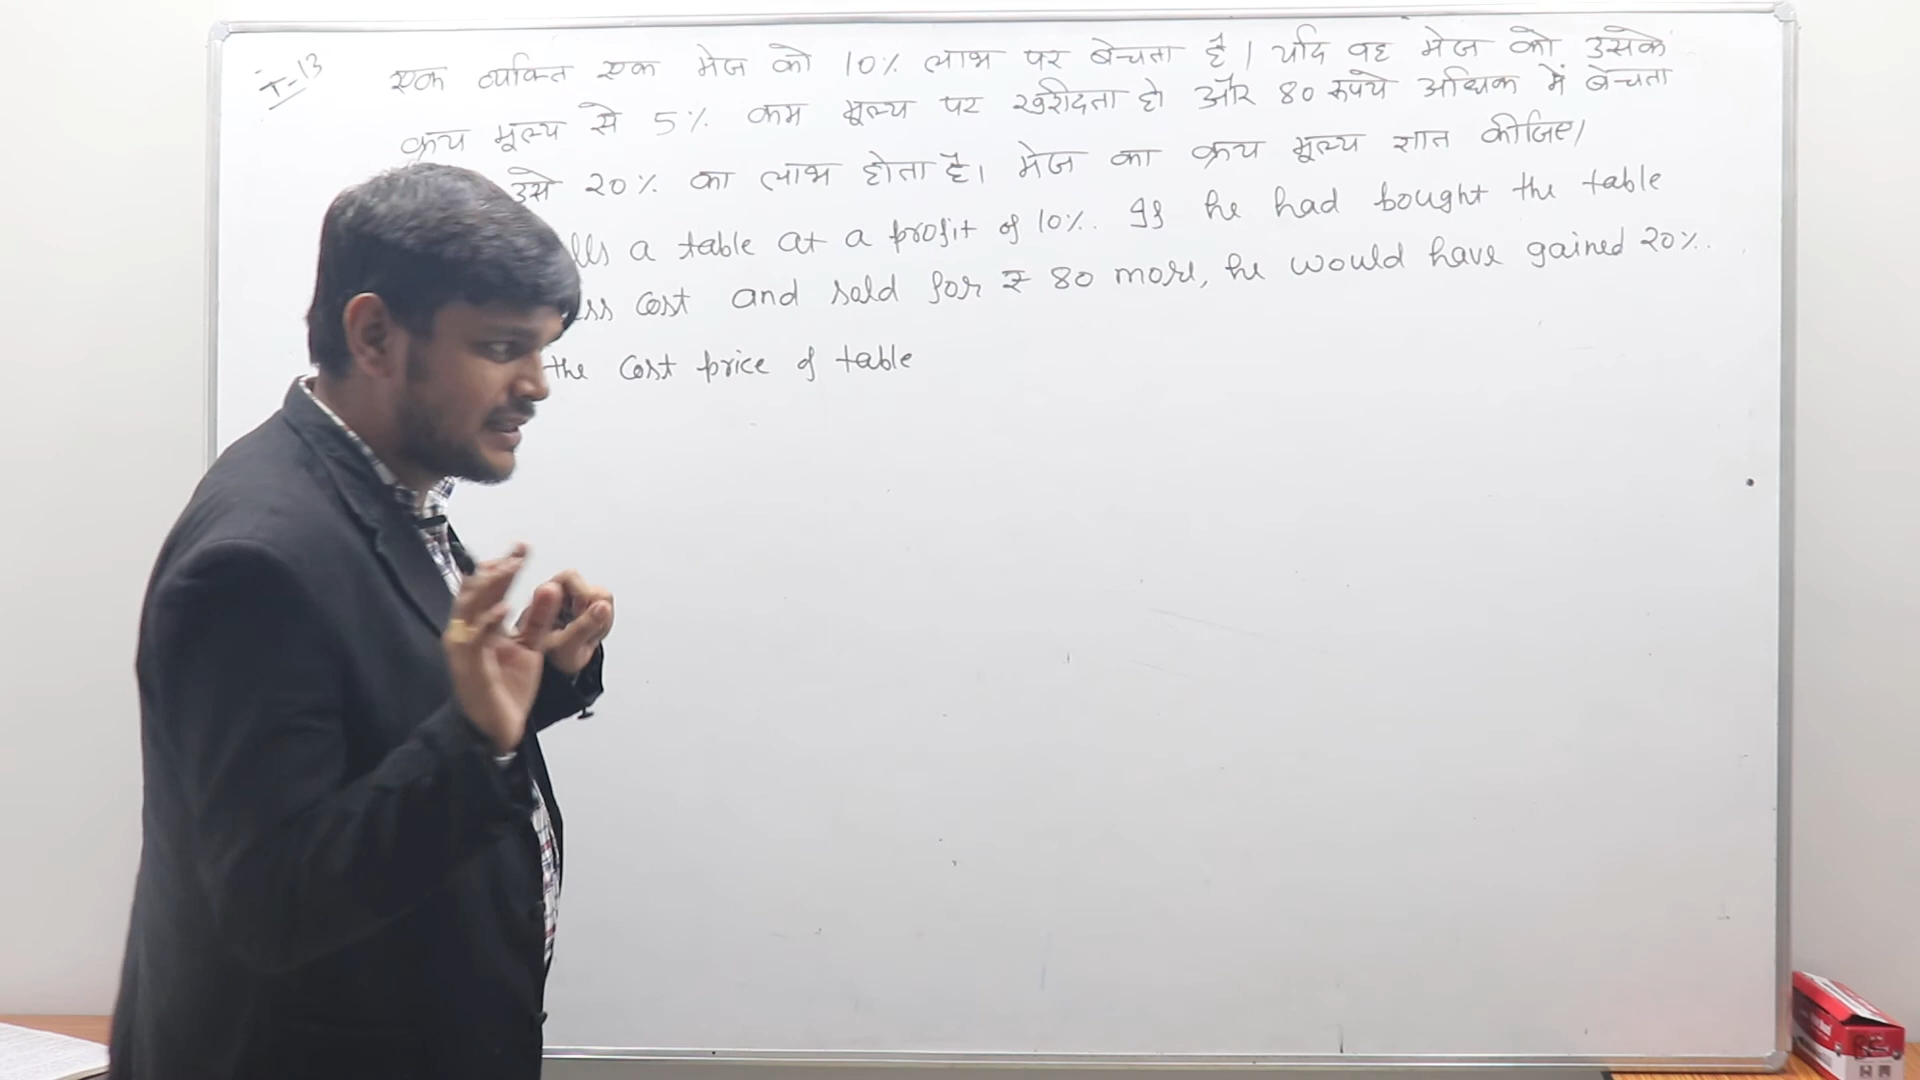 T-13
एक व्यक्ति एक मेज को 10% लाभ पर बेचता है। यदि वह मेज को उसके
क्रय मूल्य से 5% कम मूल्य पर खरीदता हो और 80 रूपये अधिक में बेचता
उसे 20% का लाभ होता है। मेज का क्रय मूल्य ज्ञात कीजिए।
lls a table at a profit of 10%. If he had bought the table
ss cost and sold for ₹ 80 more, he would have gained 20%.
the cost price of table